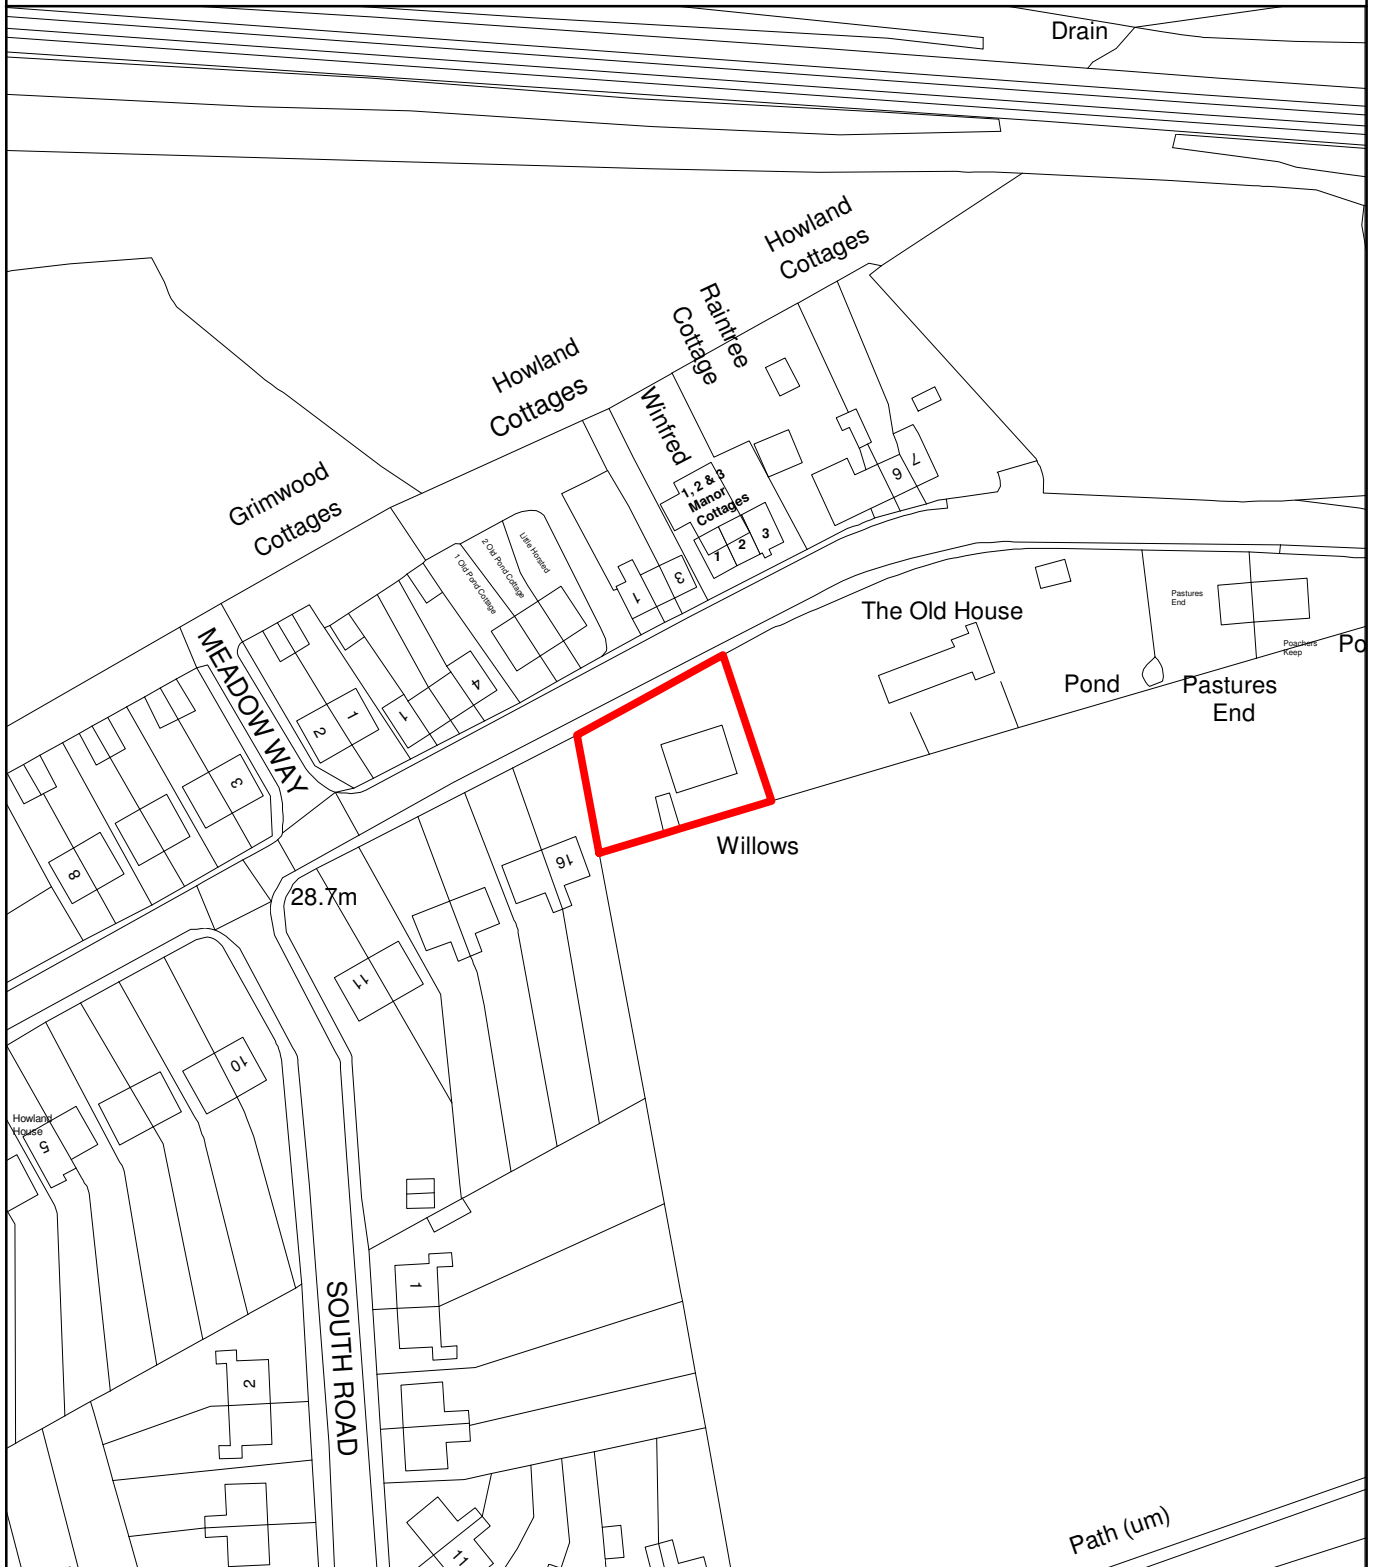 Drain
Howland
Cottages
Raintree
Cottage
Howland
Cottages
Winfred
Grimwood
Cottages
1, 2 & 3
Manor
Cottages
1
2
3
6
7
1 Old Pond Cottage
2 Old Pond Cottage
Little Horsted
1
3
MEADOW WAY
2
1
1
4
3
8
The Old House
Pastures
End
Poachers
Keep
Po
Pond
Pastures
End
Willows
16
28.7m
11
10
Howland
House
5
SOUTH ROAD
1
2
11
Path (um)